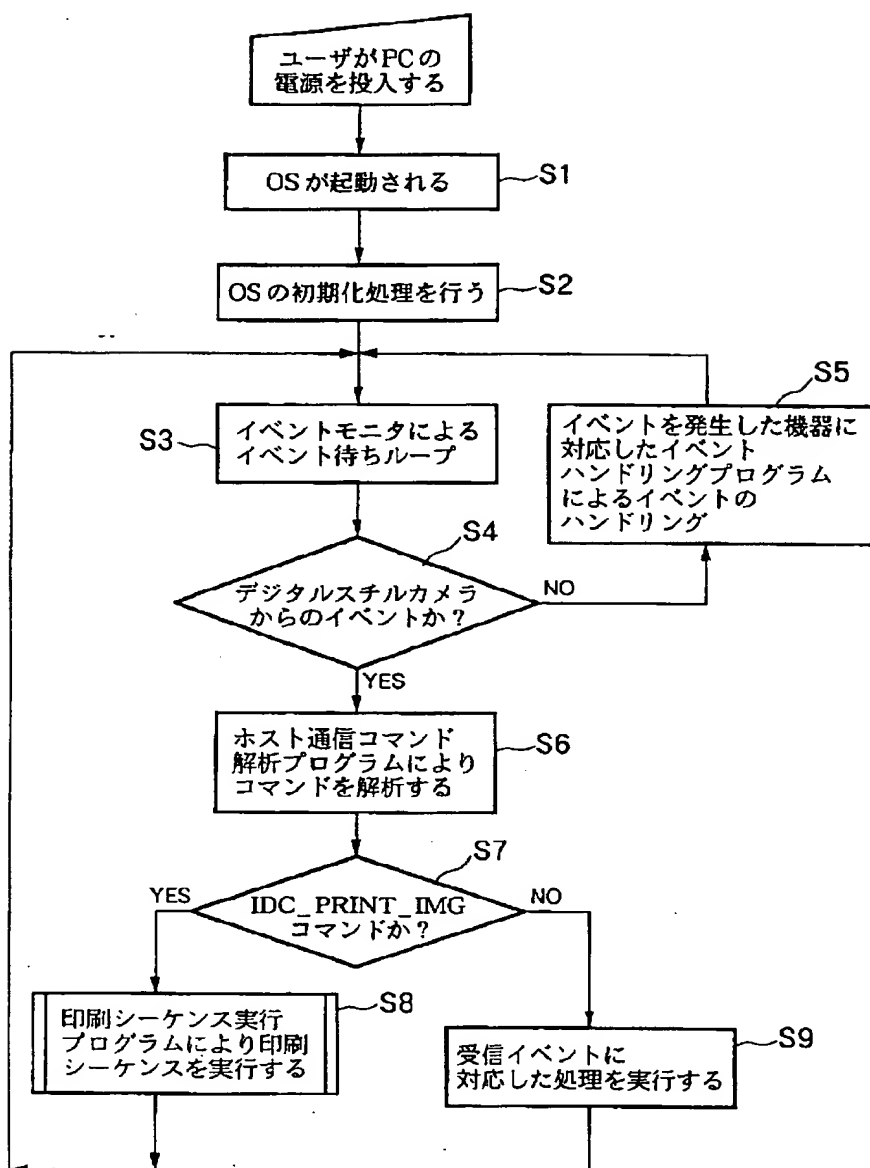 ユーザがPCの
電源を投入する
OSが起動される
S1
OSの初期化処理を行う
S2
S3
イベントモニタによる
イベント待ちループ
S5
イベントを発生した機器に
対応したイベント
ハンドリングプログラム
によるイベントの
ハンドリング
S4
デジタルスチルカメラ
からのイベントか?
NO
YES
ホスト通信コマンド
解析プログラムにより
コマンドを解析する
S6
S7
YES
IDC_PRINT_IMG
コマンドか?
NO
印刷シーケンス実行
プログラムにより印刷
シーケンスを実行する
S8
受信イベントに
対応した処理を実行する
S9